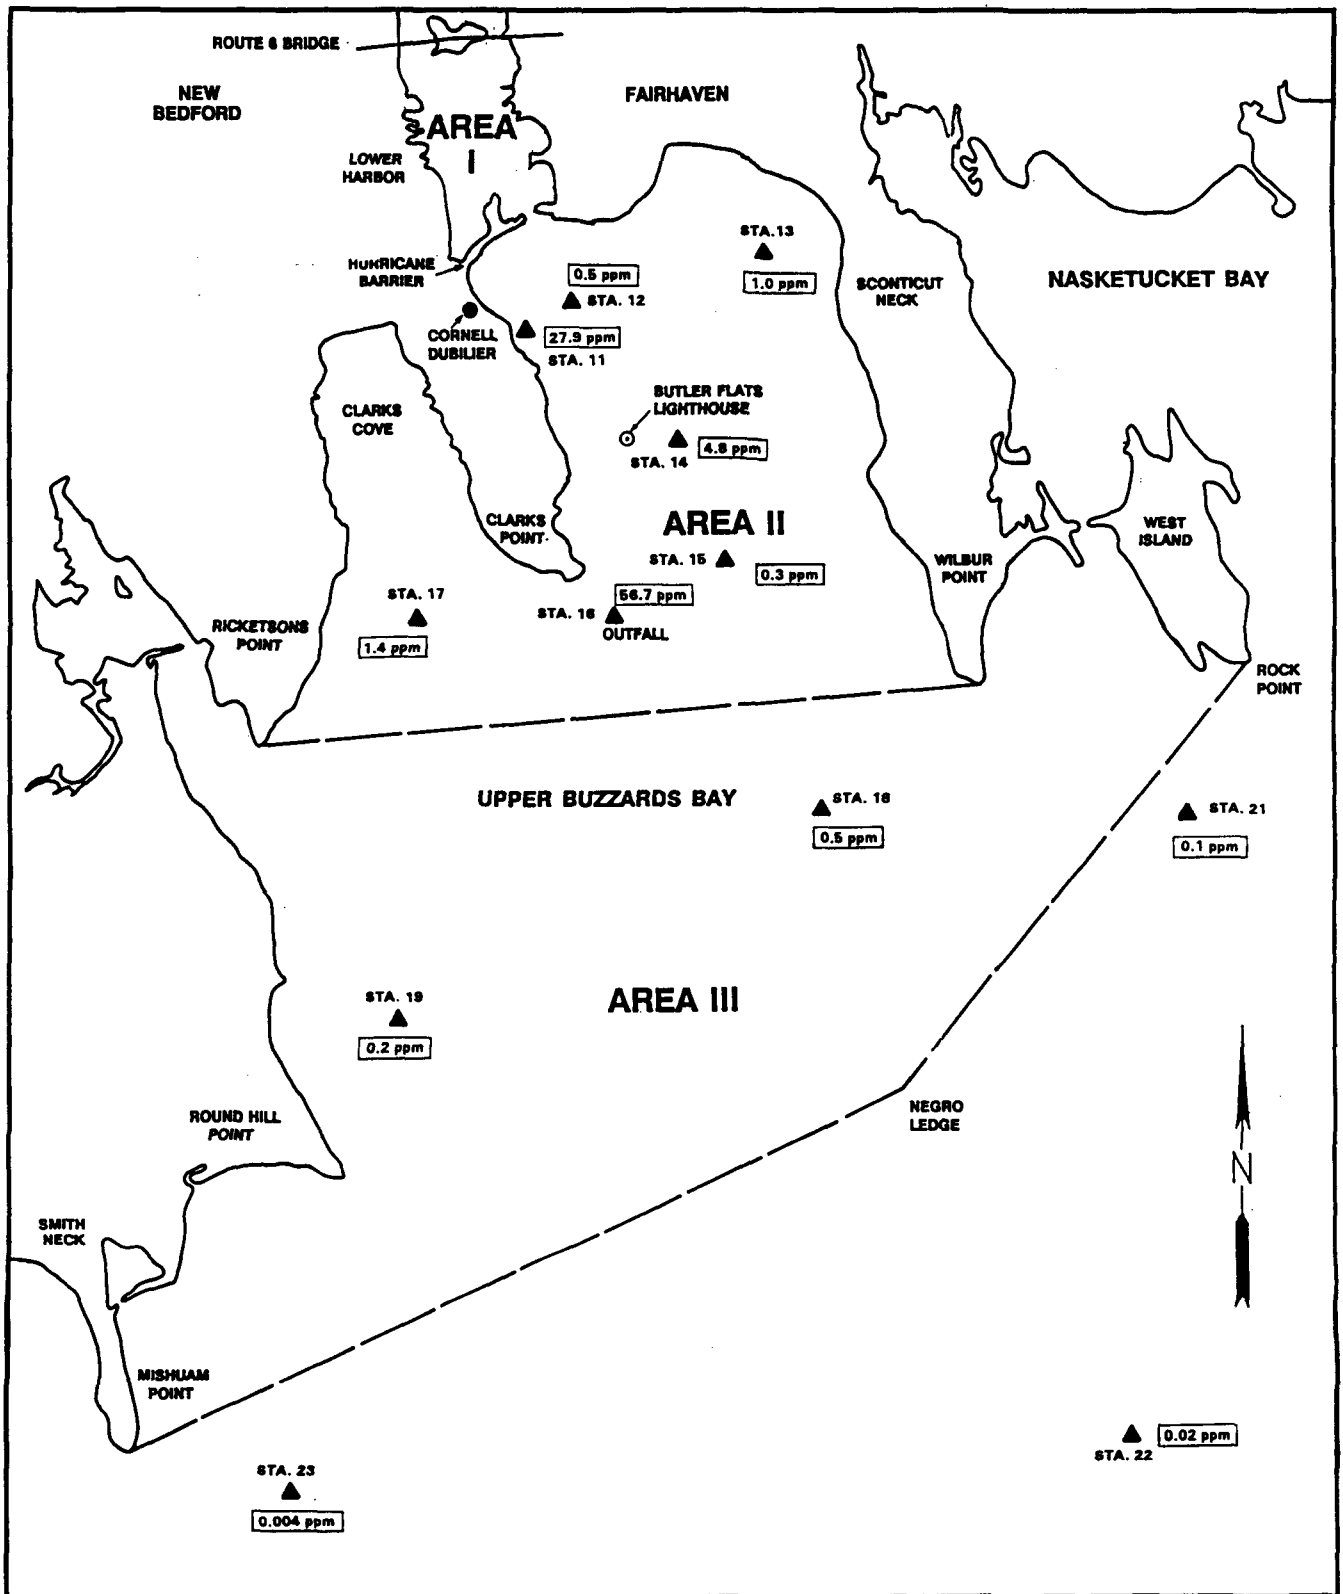 ROUTE 6 BRIDGE
NEW
BEDFORD
FAIRHAVEN
AREA
I
LOWER
HARBOR
STA. 13
1.0 ppm
HURRICANE
BARRIER
0.5 ppm
STA. 12
SCONTICUT
NECK
NASKETUCKET BAY
CORNELL
DUBILIER
27.9 ppm
STA. 11
CLARKS
COVE
BUTLER FLATS
LIGHTHOUSE
STA. 14
4.8 ppm
CLARKS
POINT
AREA II
WEST
ISLAND
STA. 15
0.3 ppm
WILBUR
POINT
STA. 17
1.4 ppm
56.7 ppm
STA. 16
OUTFALL
RICKETSONS
POINT
ROCK
POINT
UPPER BUZZARDS BAY
STA. 18
0.5 ppm
STA. 21
0.1 ppm
STA. 19
0.2 ppm
AREA III
NEGRO
LEDGE
ROUND HILL
POINT
N
SMITH
NECK
MISHUAM
POINT
0.02 ppm
STA. 22
STA. 23
0.004 ppm